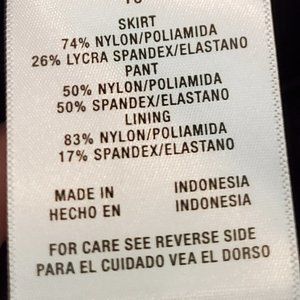 SKIRT
74% NYLON/POLIAMIDA
26% LYCRA SPANDEX/ELASTANO
PANT
50% NYLON/POLIAMIDA
50% SPANDEX/ELASTANO
LINING
83% NYLON/POLIAMIDA
17% SPANDEX/ELASTANO
MADE IN INDONESIA
HECHO EN INDONESIA
FOR CARE SEE REVERSE SIDE
PARA EL CUIDADO VEA EL DORSO